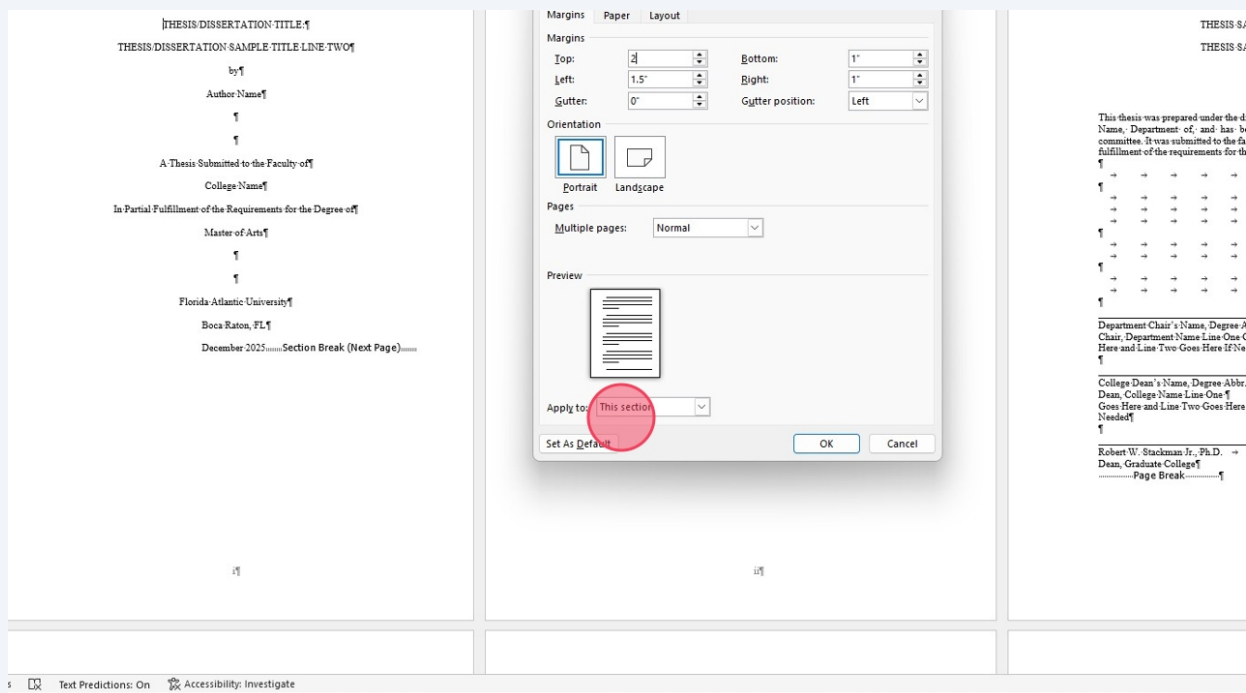 THESIS/DISSERTATION·TITLE:¶
THESIS/DISSERTATION·SAMPLE·TITLE·LINE·TWO¶
by¶
Author·Name¶
¶
¶
A·Thesis·Submitted·to·the·Faculty·of¶
College·Name¶
In·Partial·Fulfillment·of·the·Requirements·for·the·Degree·of¶
Master·of·Arts¶
¶
¶
Florida·Atlantic·University¶
Boca·Raton,·FL¶
December·2025........Section Break (Next Page).......
i¶
Margins Paper Layout
Margins
Top: 2 Bottom: 1"
Left: 1.5" Right: 1"
Gutter: 0" Gutter position: Left
Orientation
Portrait Landscape
Pages
Multiple pages: Normal
Preview
Apply to: This section
Set As Default OK Cancel
ii¶
THESIS·SA
THESIS·SA
This·thesis·was·prepared·under·the·d
Name,·Department·of,·and·has·be
committee.·It·was·submitted·to·the·fa
fulfillment·of·the·requirements·for·th
¶
→ → → → →
¶
→ → → → →
→ → → → →
→ → → → →
¶
→ → → → →
→ → → → →
¶
→ → → → →
→ → → → →
¶
Department·Chair's·Name,·Degree·A
Chair,·Department·Name·Line·One·G
Here·and·Line·Two·Goes·Here·If·Ne
¶
College·Dean's·Name,·Degree·Abbr.
Dean,·College·Name·Line·One·¶
Goes·Here·and·Line·Two·Goes·Here
Needed¶
¶
Robert·W.·Stackman·Jr.,·Ph.D. →
Dean,·Graduate·College¶
...............Page Break...............¶
s Text Predictions: On Accessibility: Investigate